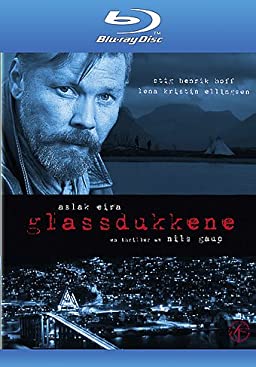 Blu-ray Disc
stig henrik hoff
lena kristin ellingsen
aslak eira
glassdukkene
en thriller av nils gaup